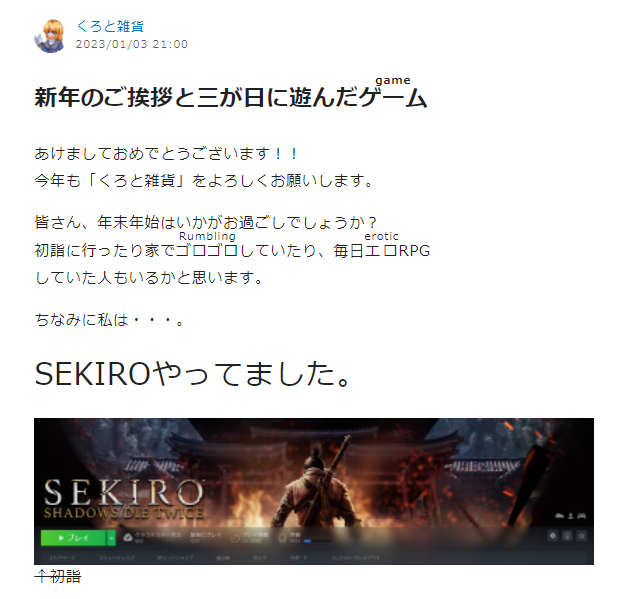 くろと雑貨
2023/01/03 21:00
game
新年のご挨拶と三が日に遊んだゲーム
あけましておめでとうございます！！
今年も「くろと雑貨」をよろしくお願いします。
皆さん、年末年始はいかがお過ごしでしょうか？
Rumbling erotic
初詣に行ったり家でゴロゴロしていたり、毎日エロRPG
していた人もいるかと思います。
ちなみに私は・・・。
SEKIROやってました。
SEKIRO
SHADOWS DIE TWICE
プレイ
↑初詣